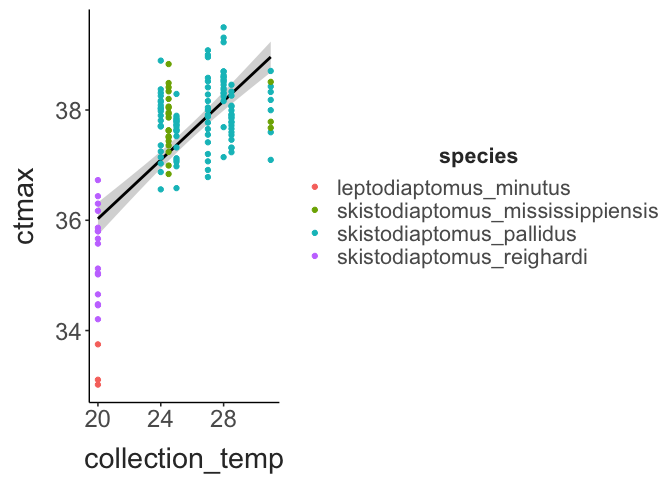 38
36
34
ctmax
20 24 28
collection_temp
species
leptodiaptomus_minutus
skistodiaptomus_mississippiensis
skistodiaptomus_pallidus
skistodiaptomus_reighardi